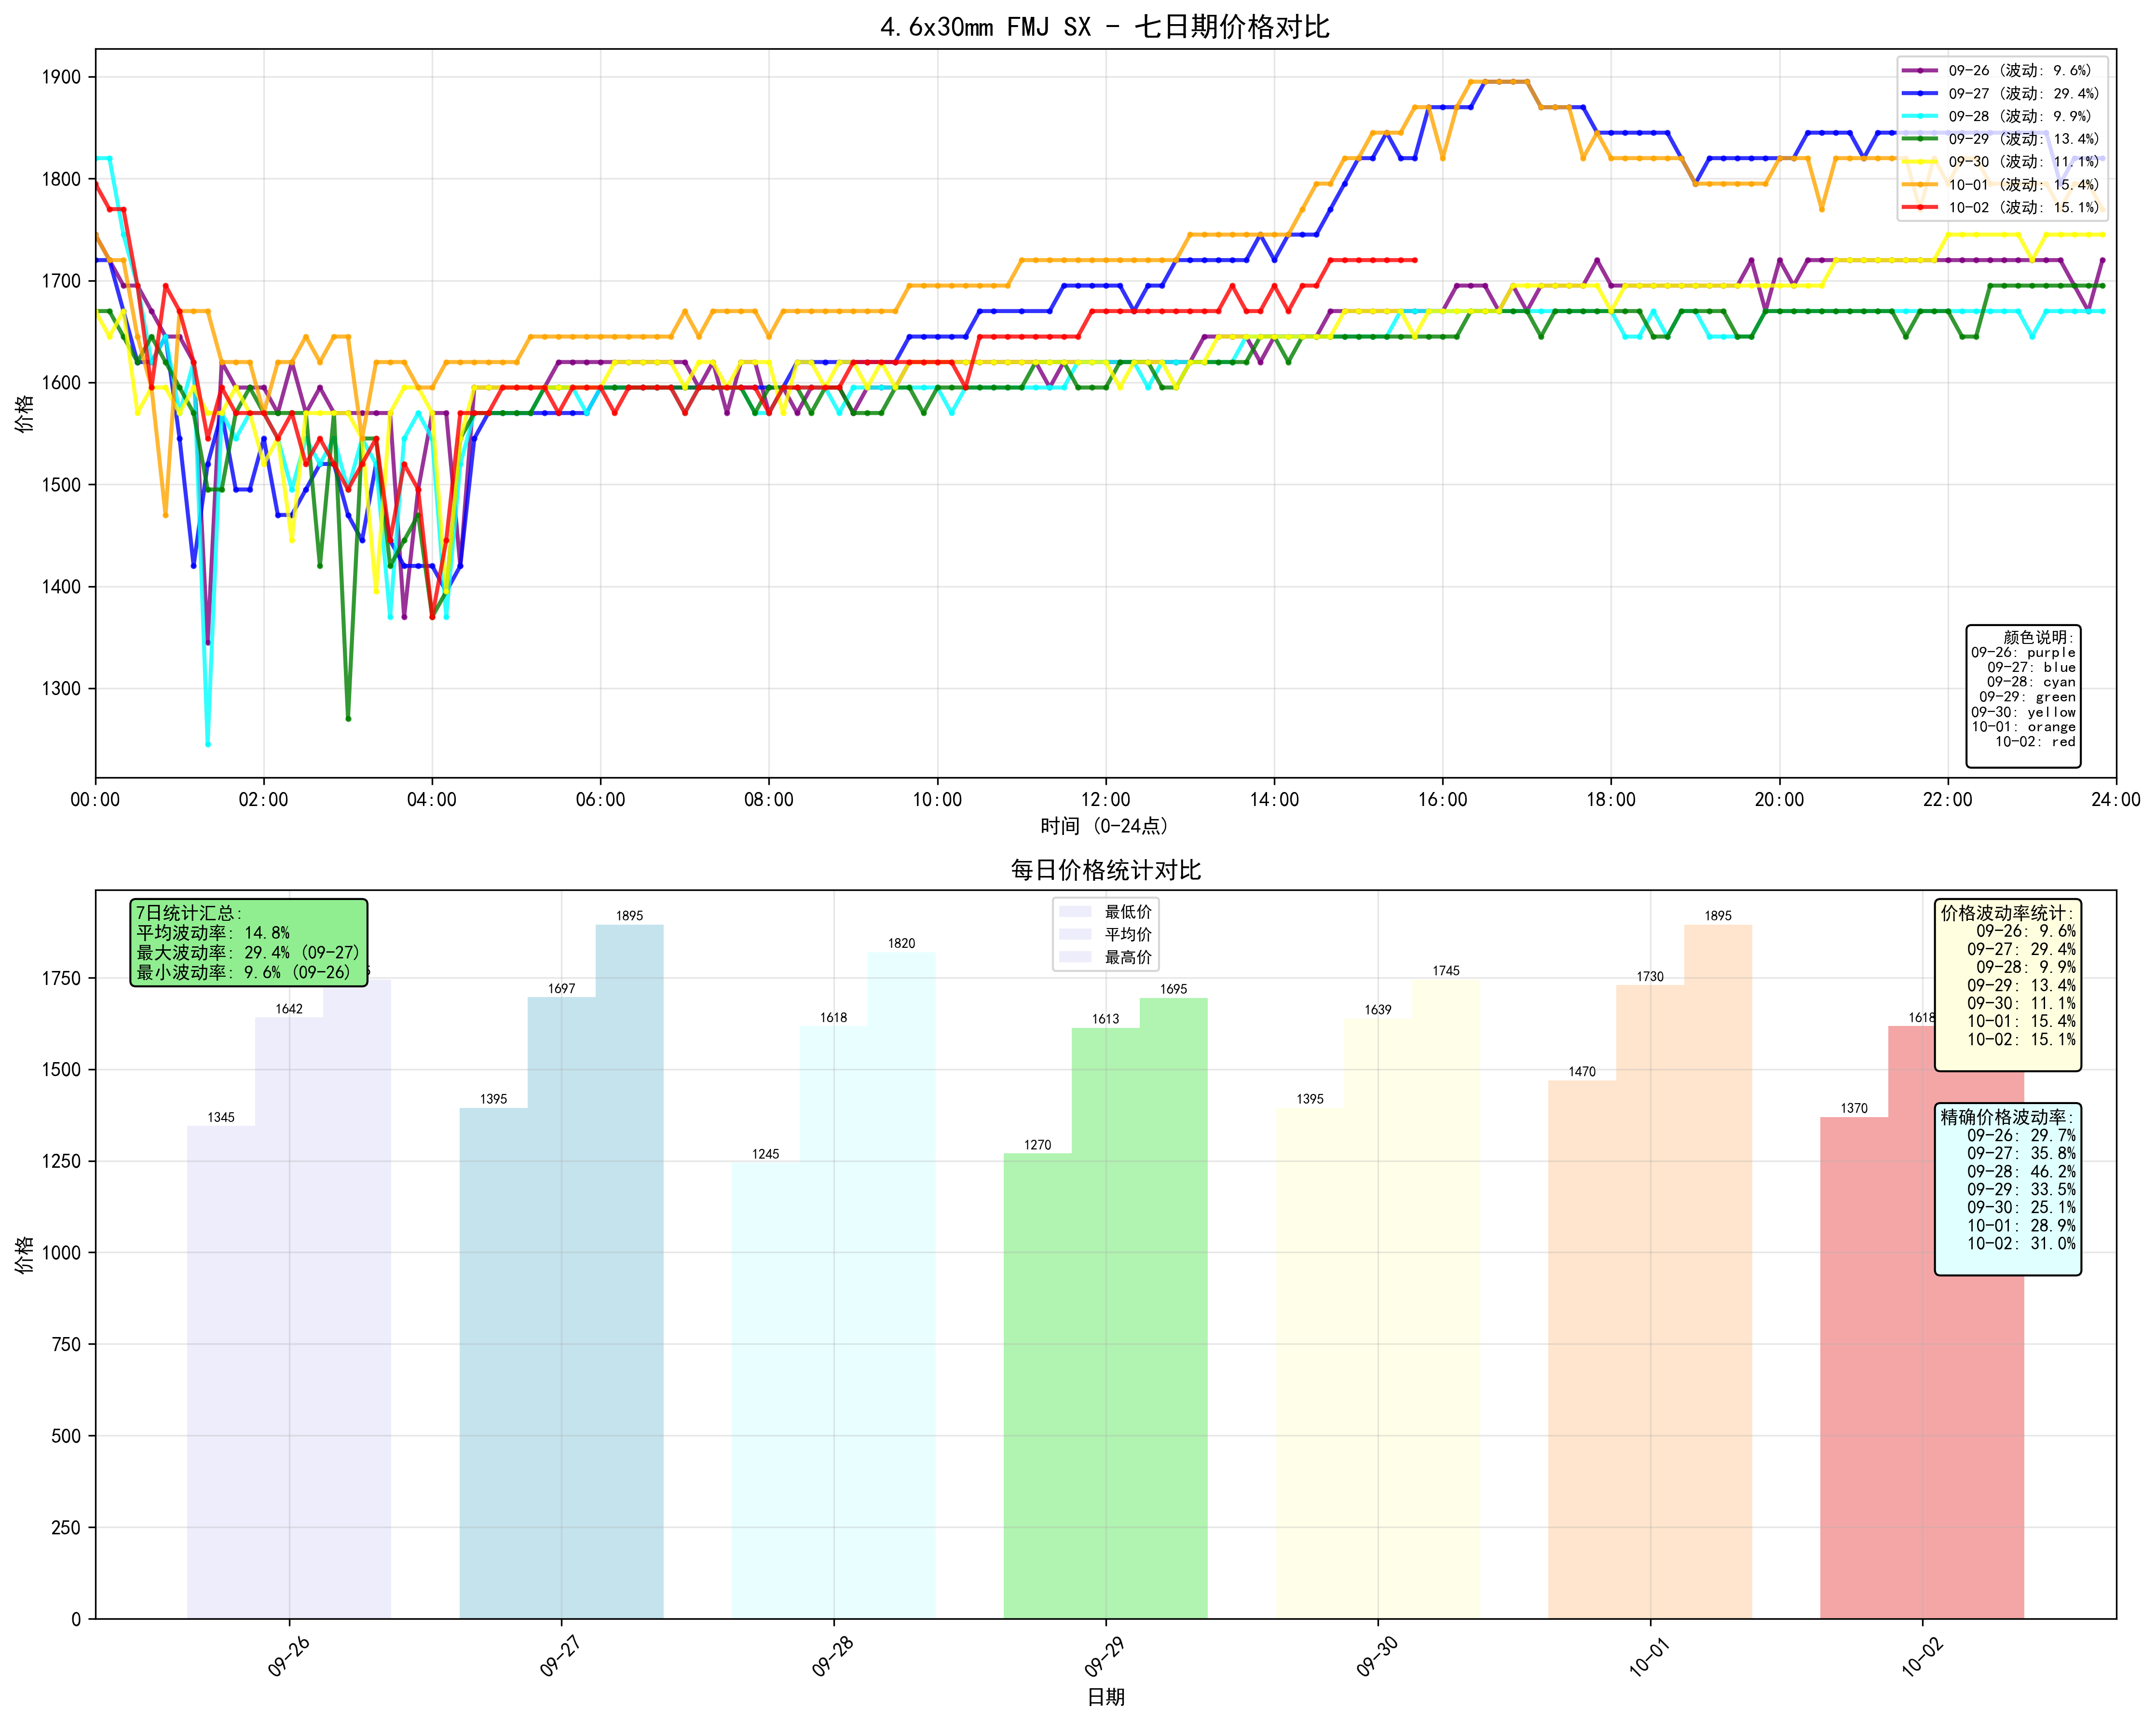 4.6x30mm FMJ SX - 七日期价格对比
09-26 (波动: 9.6%)
09-27 (波动: 29.4%)
09-28 (波动: 9.9%)
09-29 (波动: 13.4%)
09-30 (波动: 11.1%)
10-01 (波动: 15.4%)
10-02 (波动: 15.1%)
价格
1900
1800
1700
1600
1500
1400
1300
颜色说明:
09-26: purple
09-27: blue
09-28: cyan
09-29: green
09-30: yellow
10-01: orange
10-02: red
00:00 02:00 04:00 06:00 08:00 10:00 12:00 14:00 16:00 18:00 20:00 22:00 24:00
时间 (0-24点)
每日价格统计对比
7日统计汇总:
平均波动率: 14.8%
最大波动率: 29.4% (09-27)
最小波动率: 9.6% (09-26)
最低价
平均价
最高价
价格波动率统计:
09-26: 9.6%
09-27: 29.4%
09-28: 9.9%
09-29: 13.4%
09-30: 11.1%
10-01: 15.4%
10-02: 15.1%
精确价格波动率:
09-26: 29.7%
09-27: 35.8%
09-28: 46.2%
09-29: 33.5%
09-30: 25.1%
10-01: 28.9%
10-02: 31.0%
价格
1750
1500
1250
1000
750
500
250
0
1345 1642
1395 1697 1895
1245 1618 1820
1270 1613 1695
1395 1639 1745
1470 1730 1895
1370 1618
09-26 09-27 09-28 09-29 09-30 10-01 10-02
日期